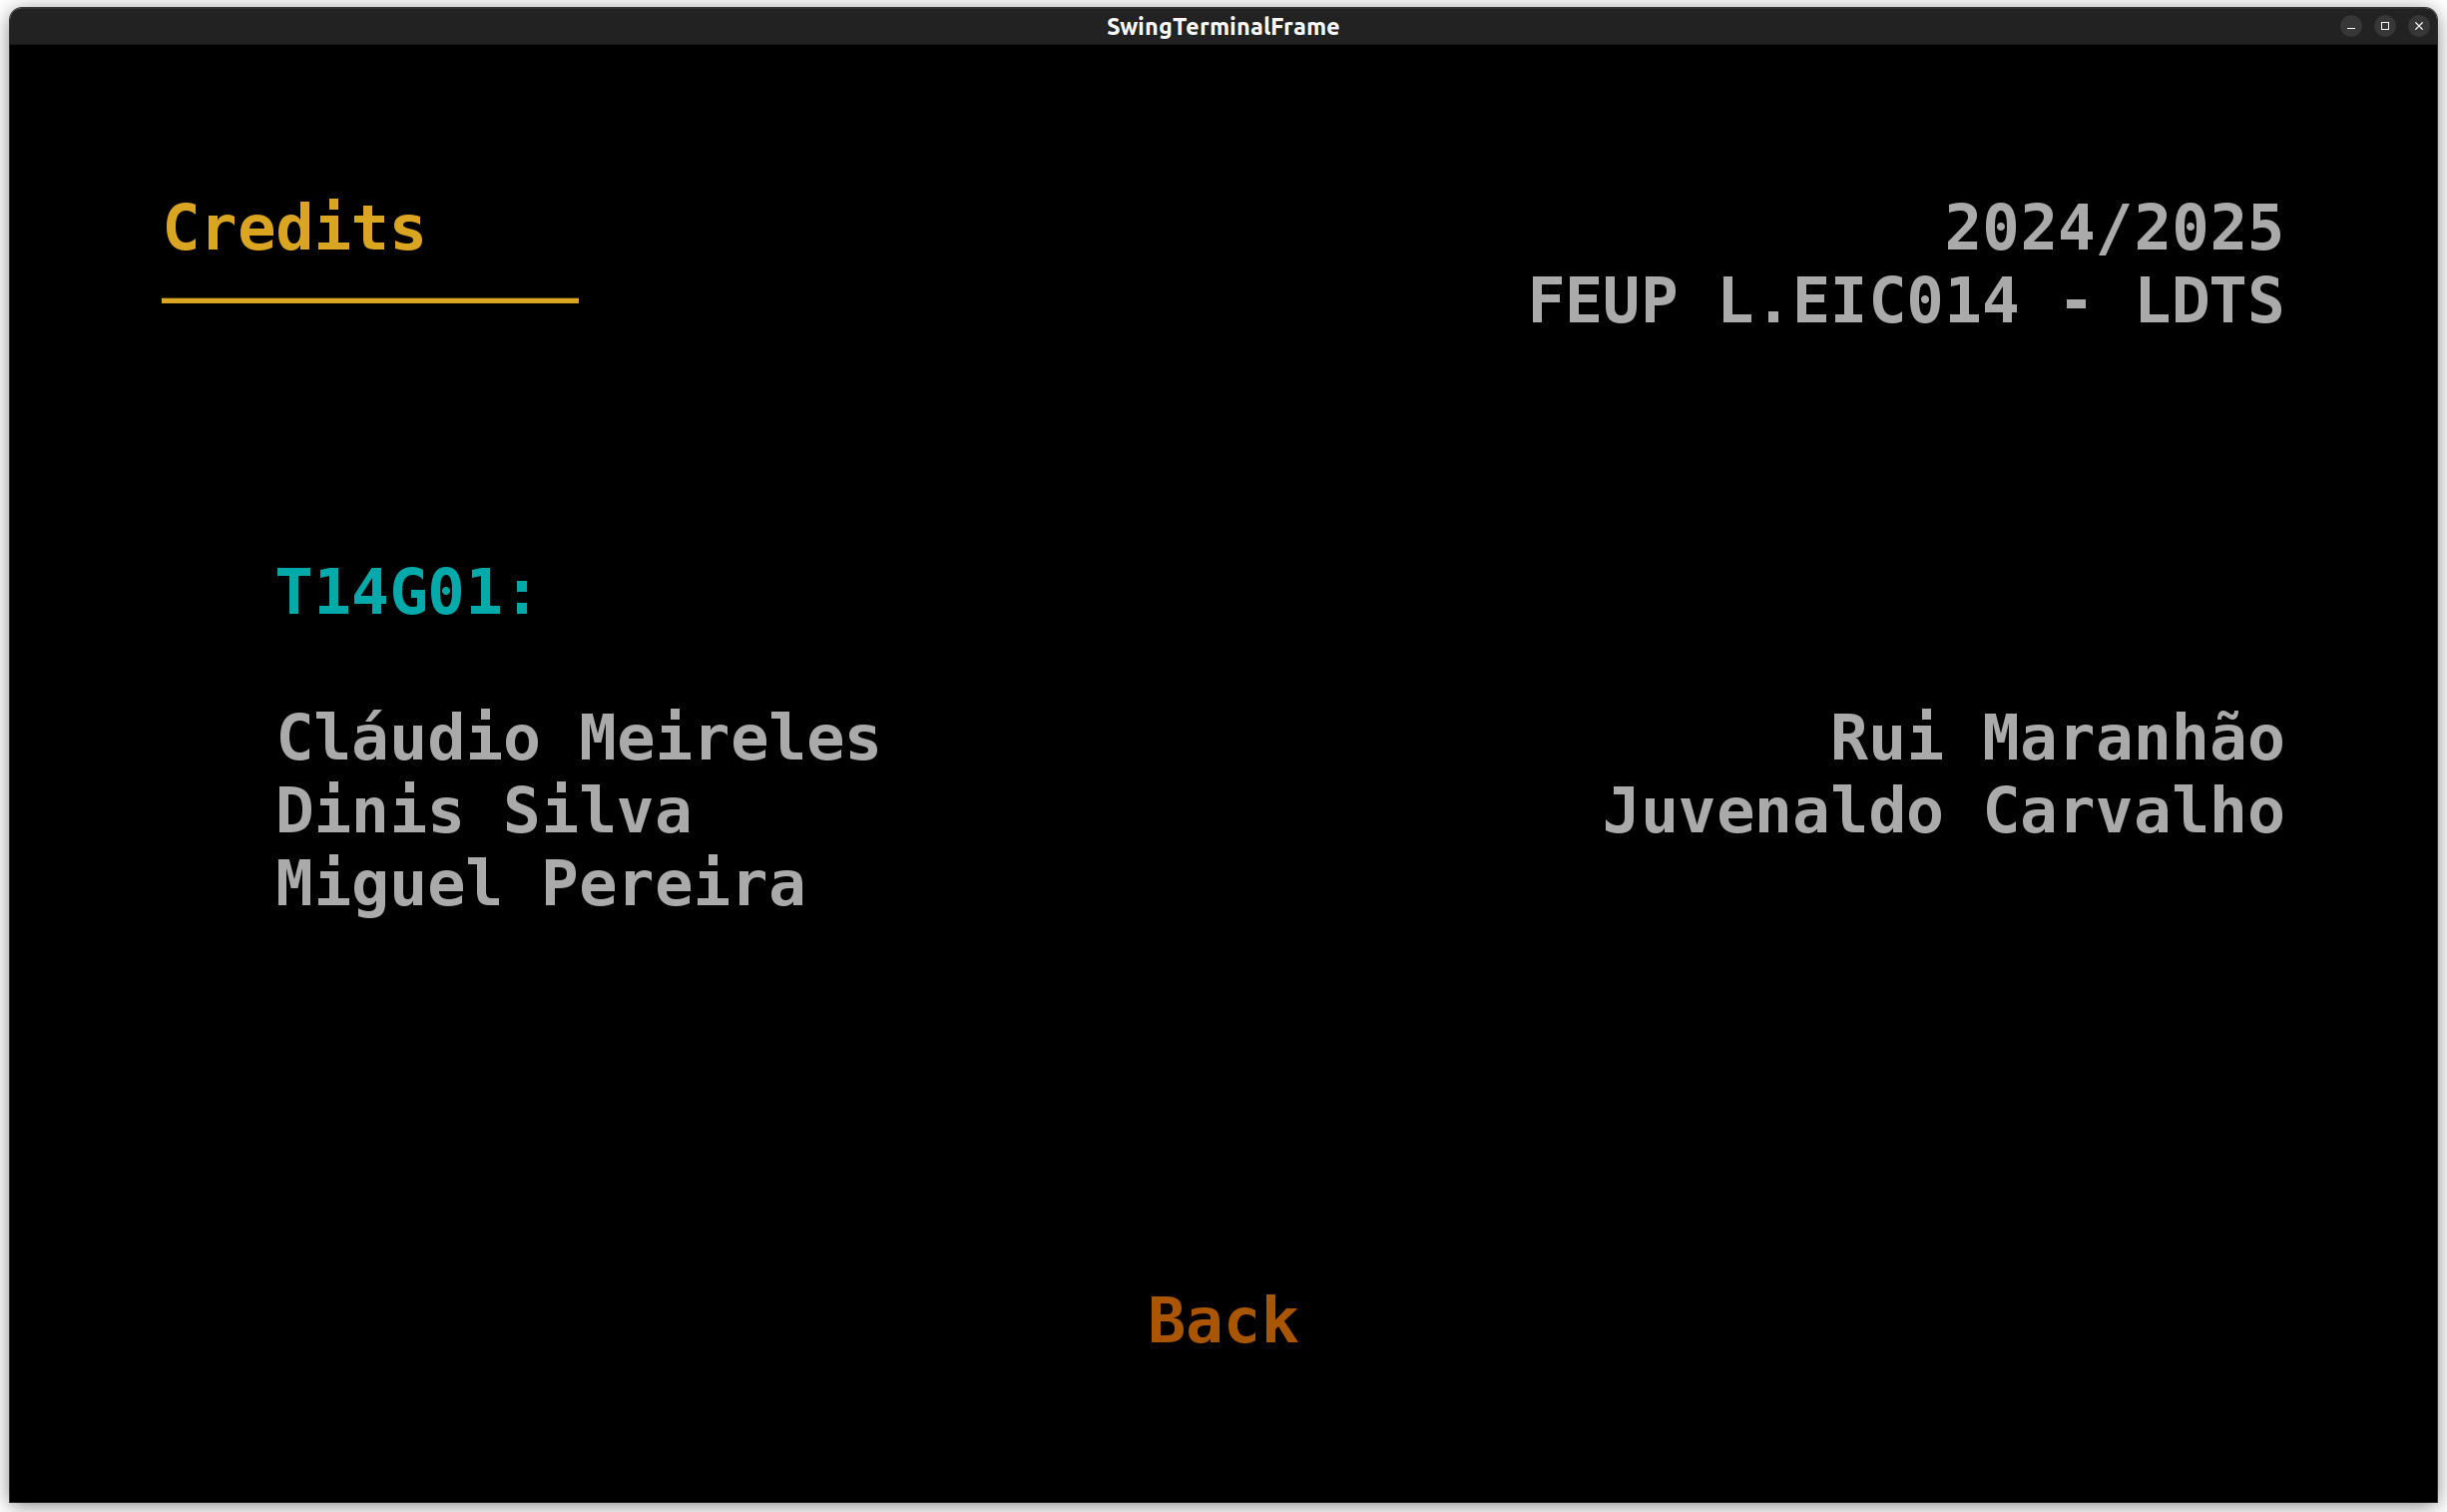 SwingTerminalFrame
Credits
2024/2025
FEUP L.EIC014 - LDTS
T14G01:
Cláudio Meireles
Dinis Silva
Miguel Pereira
Rui Maranhão
Juvenaldo Carvalho
Back